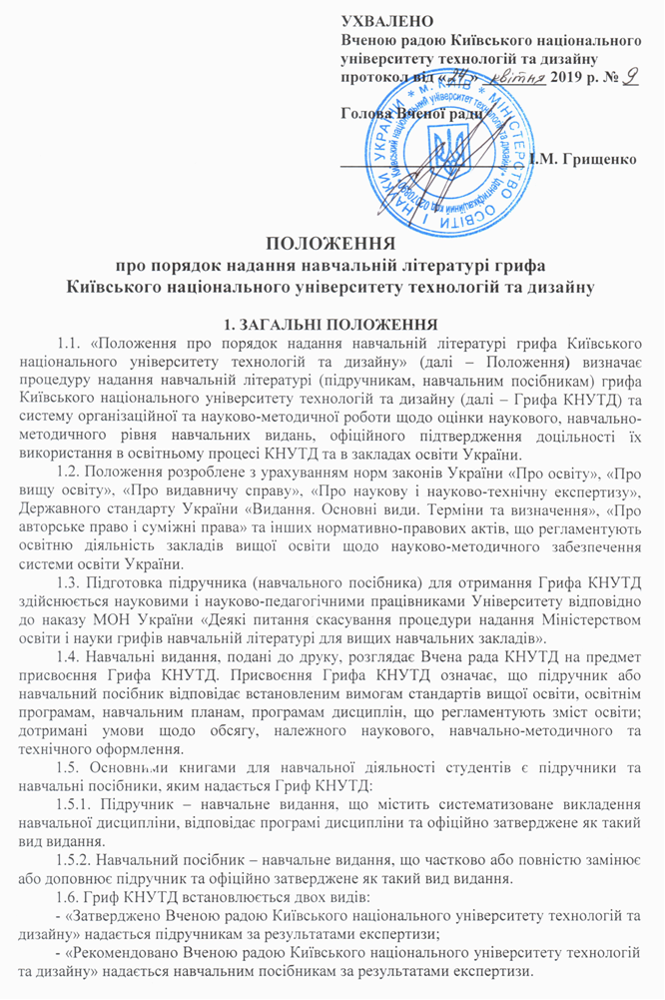 УХВАЛЕНО
Вченою радою Київського національного
університету технологій та дизайну
протокол від «24» квітня 2019 р. № 9
Голова Вченої ради
І.М. Грищенко
МІНІСТЕРСТВО ОСВІТИ І НАУКИ УКРАЇНИ * м. КИЇВ *
Київський національний університет технологій та дизайну * Ідентифікаційний код
ПОЛОЖЕННЯ
про порядок надання навчальній літературі грифа
Київського національного університету технологій та дизайну
1. ЗАГАЛЬНІ ПОЛОЖЕННЯ
1.1. «Положення про порядок надання навчальній літературі грифа Київського
національного університету технологій та дизайну» (далі – Положення) визначає
процедуру надання навчальній літературі (підручникам, навчальним посібникам) грифа
Київського національного університету технологій та дизайну (далі – Грифа КНУТД) та
систему організаційної та науково-методичної роботи щодо оцінки наукового, навчально-
методичного рівня навчальних видань, офіційного підтвердження доцільності їх
використання в освітньому процесі КНУТД та в закладах освіти України.
1.2. Положення розроблене з урахуванням норм законів України «Про освіту», «Про
вищу освіту», «Про видавничу справу», «Про наукову і науково-технічну експертизу»,
Державного стандарту України «Видання. Основні види. Терміни та визначення», «Про
авторське право і суміжні права» та інших нормативно-правових актів, що регламентують
освітню діяльність закладів вищої освіти щодо науково-методичного забезпечення
системи освіти України.
1.3. Підготовка підручника (навчального посібника) для отримання Грифа КНУТД
здійснюється науковими і науково-педагогічними працівниками Університету відповідно
до наказу МОН України «Деякі питання скасування процедури надання Міністерством
освіти і науки грифів навчальній літературі для вищих навчальних закладів».
1.4. Навчальні видання, подані до друку, розглядає Вчена рада КНУТД на предмет
присвоєння Грифа КНУТД. Присвоєння Грифа КНУТД означає, що підручник або
навчальний посібник відповідає встановленим вимогам стандартів вищої освіти, освітнім
програмам, навчальним планам, програмам дисциплін, що регламентують зміст освіти;
дотримані умови щодо обсягу, належного наукового, навчально-методичного та
технічного оформлення.
1.5. Основними книгами для навчальної діяльності студентів є підручники та
навчальні посібники, яким надається Гриф КНУТД:
1.5.1. Підручник – навчальне видання, що містить систематизоване викладення
навчальної дисципліни, відповідає програмі дисципліни та офіційно затверджене як такий
вид видання.
1.5.2. Навчальний посібник – навчальне видання, що частково або повністю замінює
або доповнює підручник та офіційно затверджене як такий вид видання.
1.6. Гриф КНУТД встановлюється двох видів:
- «Затверджено Вченою радою Київського національного університету технологій та
дизайну» надається підручникам за результатами експертизи;
- «Рекомендовано Вченою радою Київського національного університету технологій
та дизайну» надається навчальним посібникам за результатами експертизи.